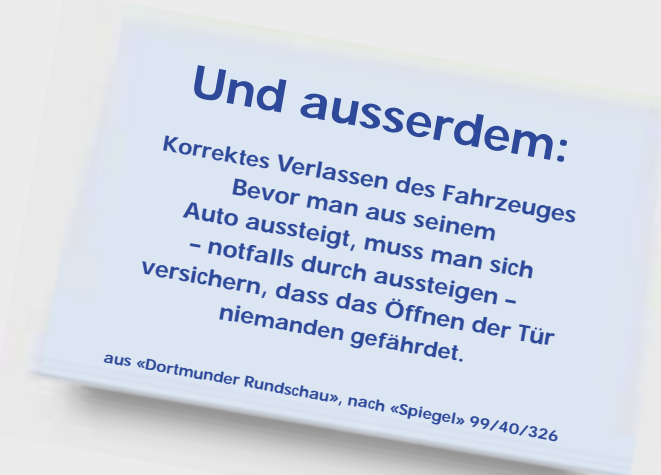 Und ausserdem:
Korrektes Verlassen des Fahrzeuges
Bevor man aus seinem
Auto aussteigt, muss man sich
– notfalls durch aussteigen –
versichern, dass das Öffnen der Tür
niemanden gefährdet.
aus «Dortmunder Rundschau», nach «Spiegel» 99/40/326